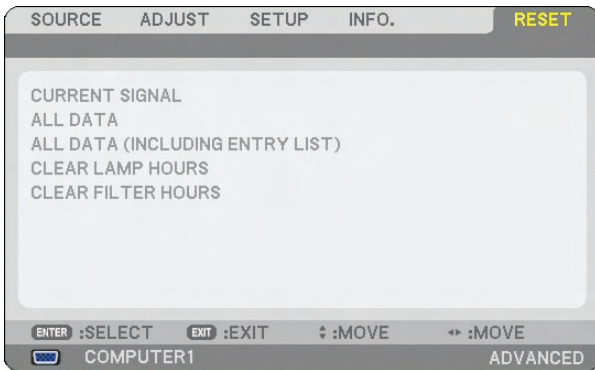 SOURCE ADJUST SETUP INFO. RESET
CURRENT SIGNAL
ALL DATA
ALL DATA (INCLUDING ENTRY LIST)
CLEAR LAMP HOURS
CLEAR FILTER HOURS
ENTER :SELECT EXIT :EXIT :MOVE :MOVE
COMPUTER1 ADVANCED